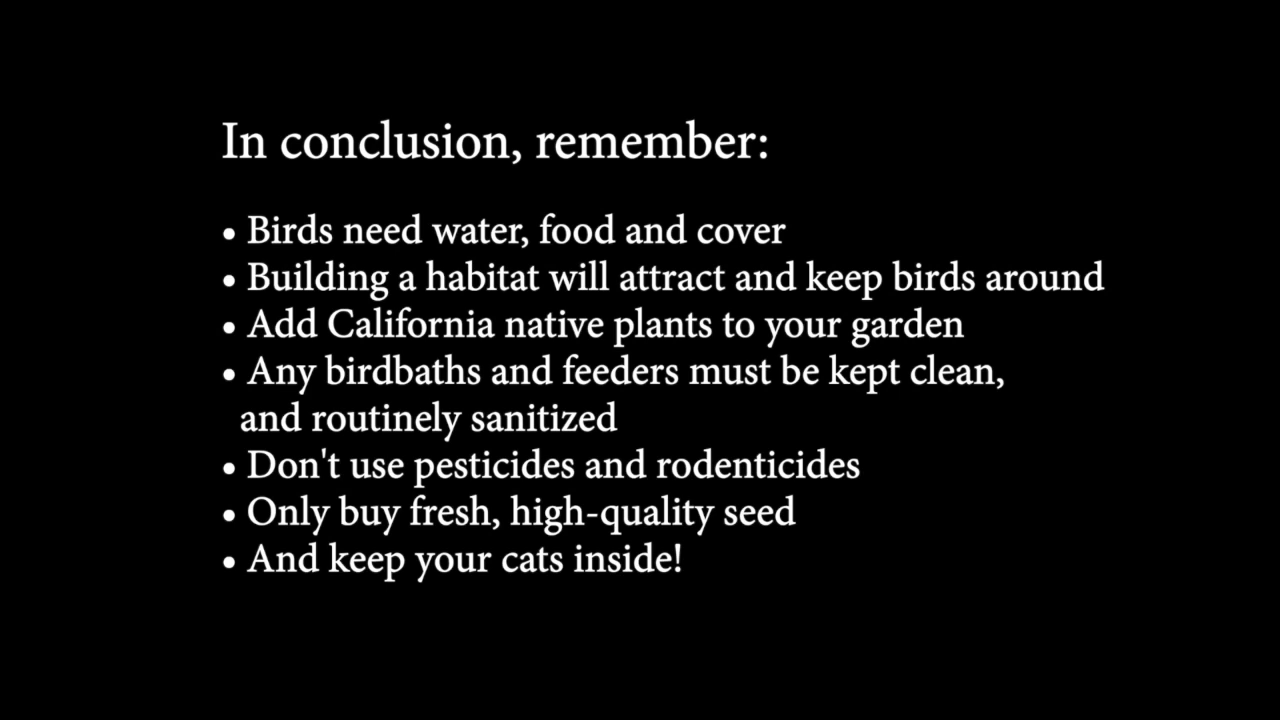 In conclusion, remember:
• Birds need water, food and cover
• Building a habitat will attract and keep birds around
• Add California native plants to your garden
• Any birdbaths and feeders must be kept clean,
and routinely sanitized
• Don't use pesticides and rodenticides
• Only buy fresh, high-quality seed
• And keep your cats inside!